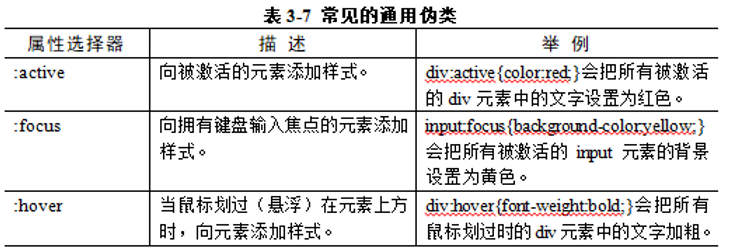 表 3-7 常见的通用伪类
属性选择器 描 述 举 例
:active 向被激活的元素添加样式。 div:active{color:red;}会把所有被激活
的 div 元素中的文字设置为红色。
:focus 向拥有键盘输入焦点的元素添加 input:focus{background-color:yellow;}
样式。 会把所有被激活的 input 元素的背景
设置为黄色。
:hover 当鼠标划过（悬浮）在元素上方 div:hover{font-weight:bold;}会把所有
时，向元素添加样式。 鼠标划过时的 div 元素中的文字加粗。